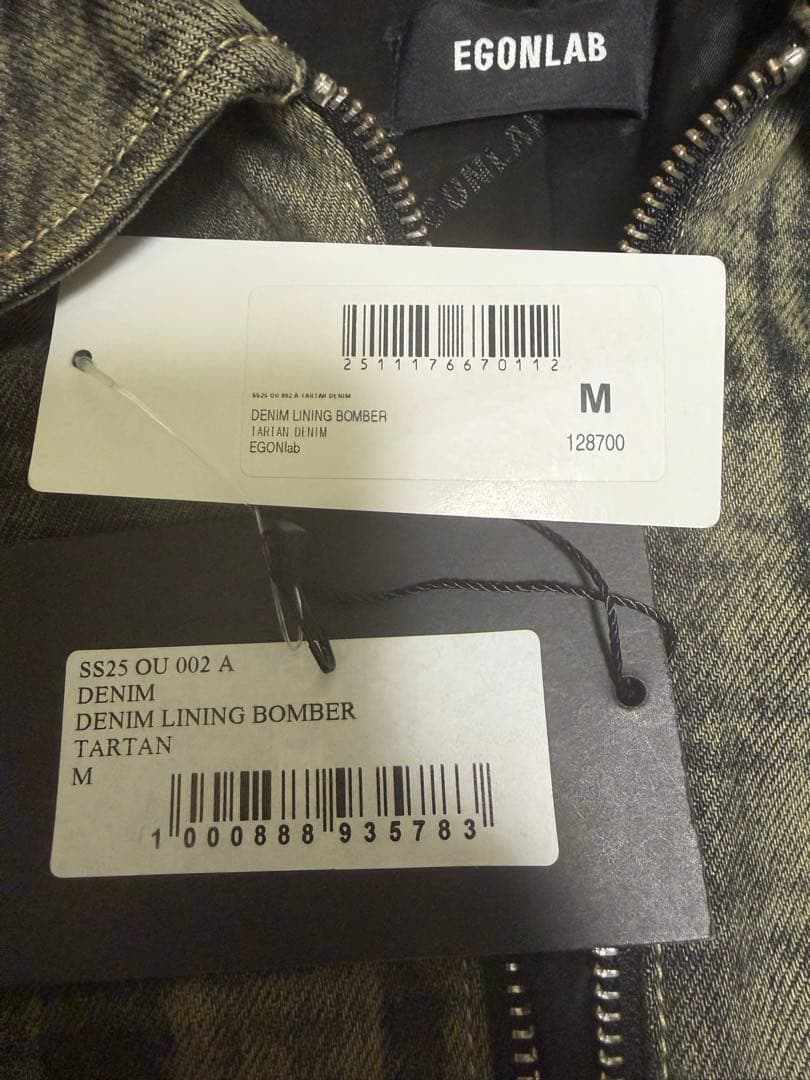 EGONLAB
2511176670112
SS25 OU 002 A TARTAN DENIM
M
DENIM LINING BOMBER
TARTAN DENIM
EGONlab
128700
SS25 OU 002 A
DENIM
DENIM LINING BOMBER
TARTAN
M
1 000888 935783